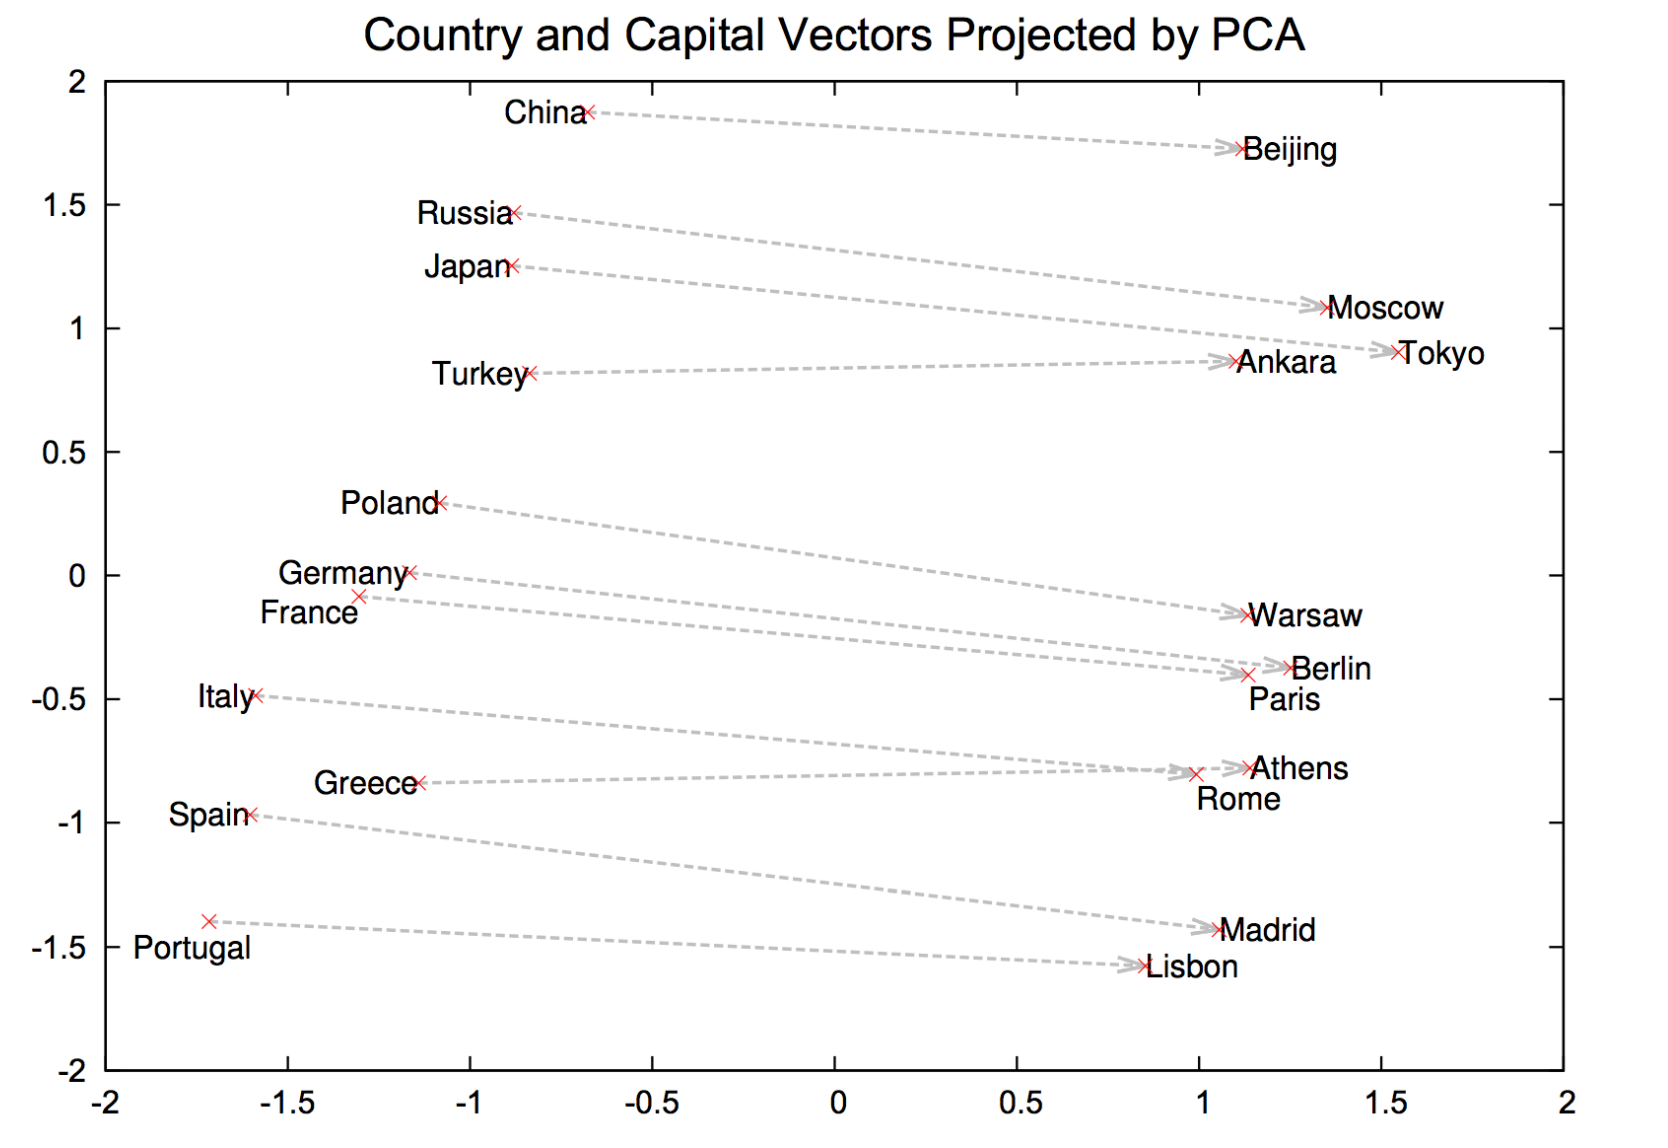 Country and Capital Vectors Projected by PCA
2
China
Beijing
1.5
Russia
Japan
Moscow
1
Tokyo
Ankara
Turkey
0.5
Poland
Germany
0
France
Warsaw
Berlin
Italy
-0.5
Paris
Athens
Greece
Rome
Spain
-1
Madrid
Portugal
-1.5
Lisbon
-2
-2 -1.5 -1 -0.5 0 0.5 1 1.5 2